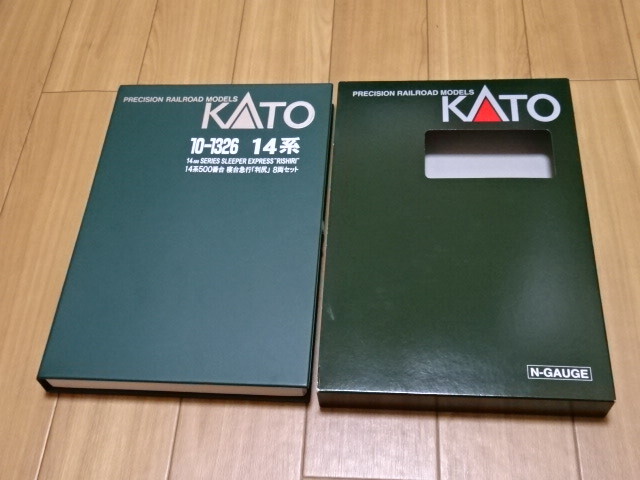 PRECISION RAILROAD MODELS
KATO
10-1326 14系
14系 SERIES SLEEPER EXPRESS "RISHIRI"
14系500番台 寝台急行「利尻」 8両セット
PRECISION RAILROAD MODELS
KATO
N-GAUGE